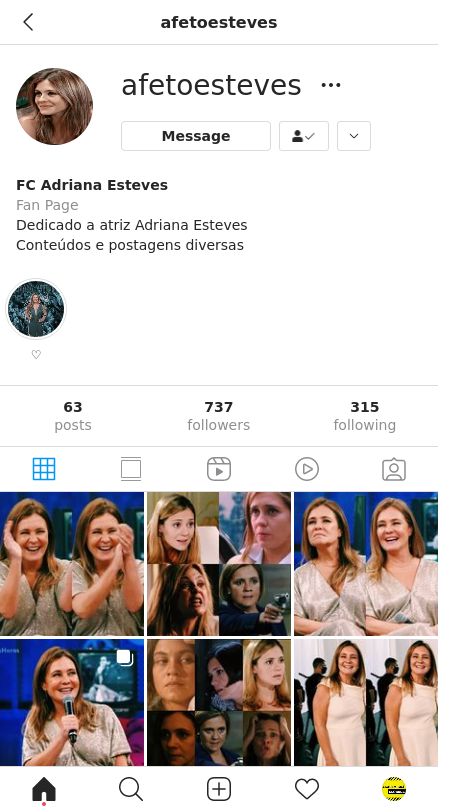 afetoesteves
afetoesteves
Message
FC Adriana Esteves
Fan Page
Dedicado a atriz Adriana Esteves
Conteúdos e postagens diversas
♡
63 737 315
posts followers following